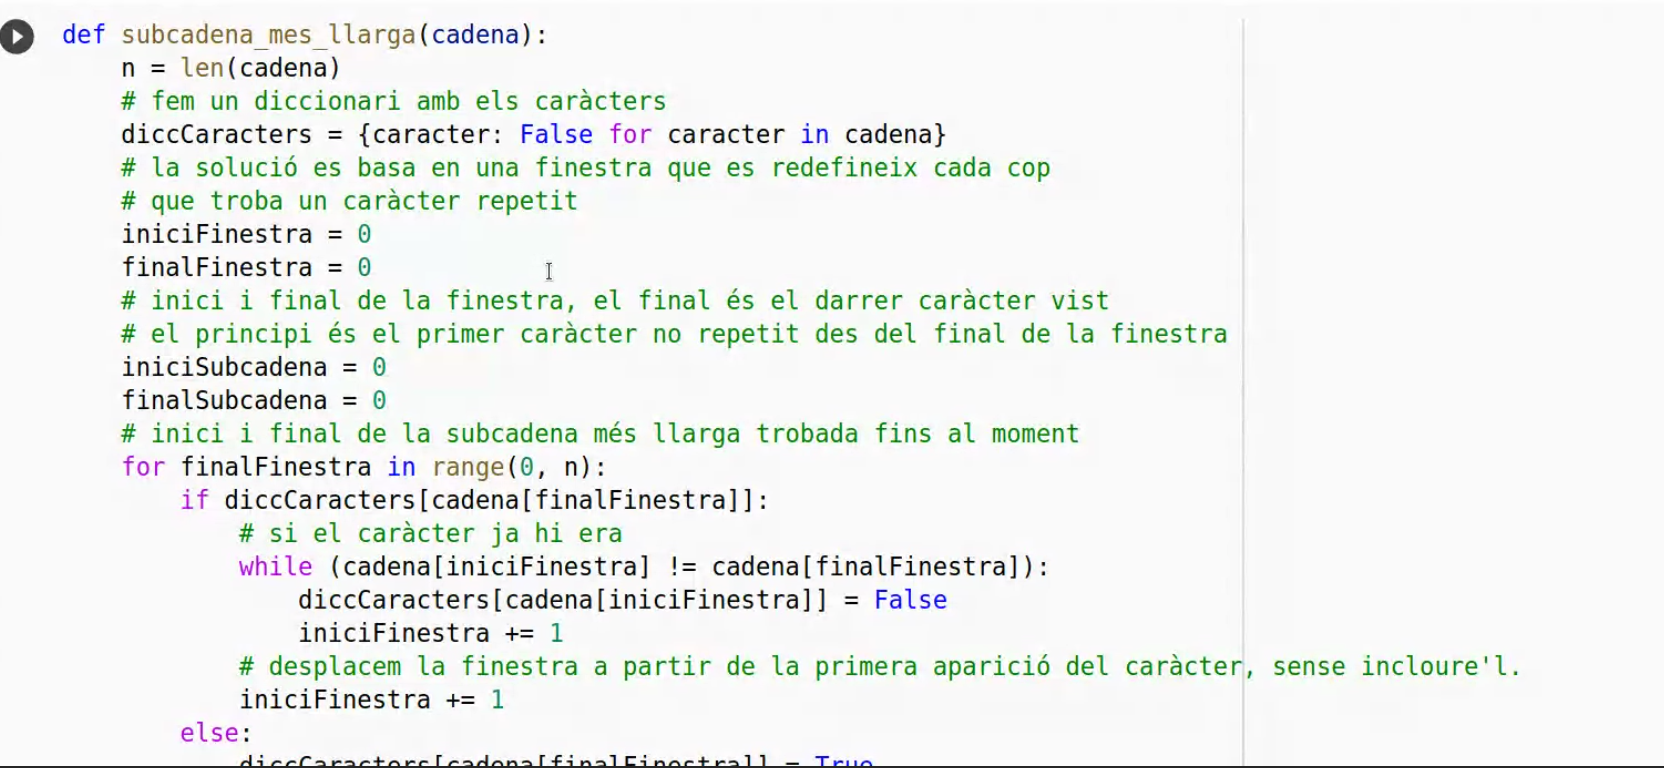 def subcadena_mes_llarga(cadena):
    n = len(cadena)
    # fem un diccionari amb els caràcters
    diccCaracters = {caracter: False for caracter in cadena}
    # la solució es basa en una finestra que es redefineix cada cop
    # que troba un caràcter repetit
    iniciFinestra = 0
    finalFinestra = 0
    # inici i final de la finestra, el final és el darrer caràcter vist
    # el principi és el primer caràcter no repetit des del final de la finestra
    iniciSubcadena = 0
    finalSubcadena = 0
    # inici i final de la subcadena més llarga trobada fins al moment
    for finalFinestra in range(0, n):
        if diccCaracters[cadena[finalFinestra]]:
            # si el caràcter ja hi era
            while (cadena[iniciFinestra] != cadena[finalFinestra]):
                diccCaracters[cadena[iniciFinestra]] = False
                iniciFinestra += 1
            # desplacem la finestra a partir de la primera aparició del caràcter, sense incloure'l.
            iniciFinestra += 1
        else:
            diccCaracters[cadena[finalFinestra]] = True